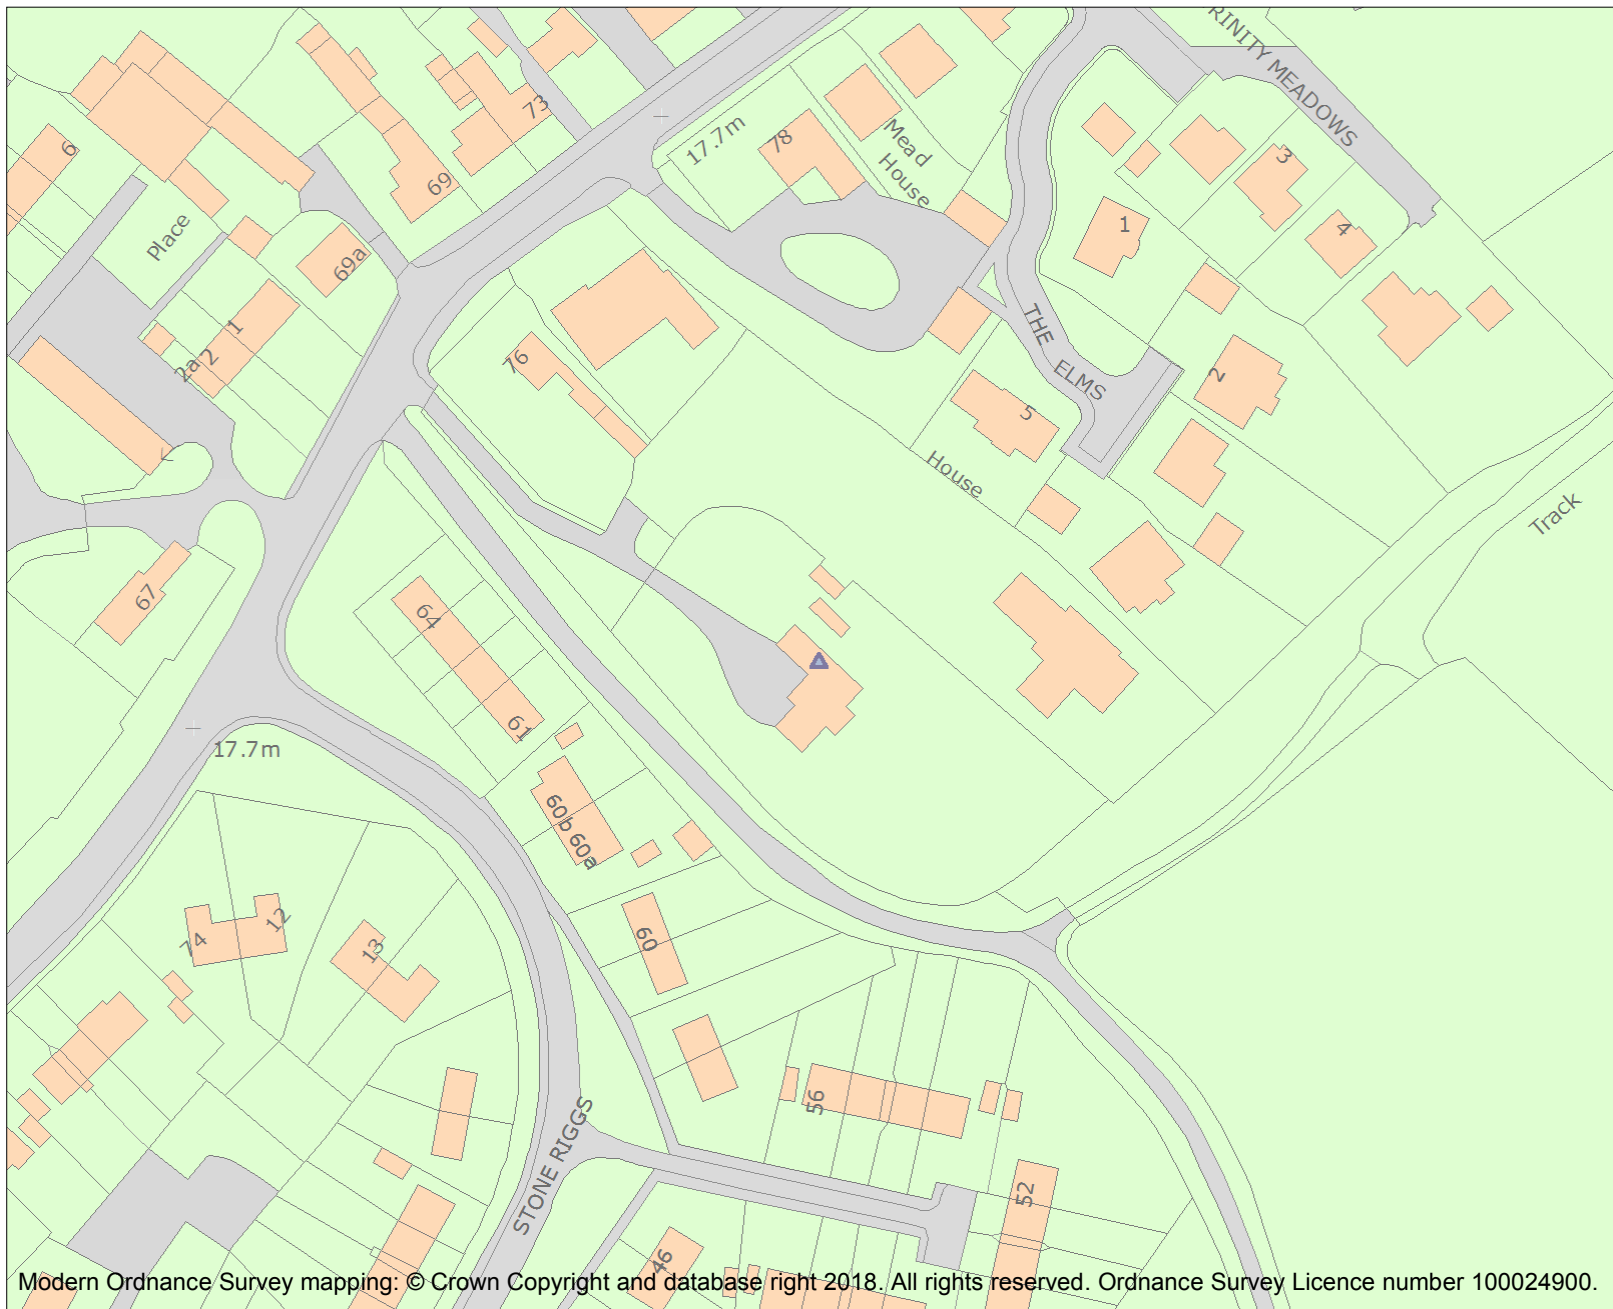 RINITY MEADOWS
73
6
17.7m
78
Mead
House
69
3
1
4
Place
69a
THE
ELMS
1
2
2a
76
2
5
House
Track
67
64
61
17.7m
60b
60a
12
74
13
60
56
STONE RIGGS
52
46
Modern Ordnance Survey mapping: © Crown Copyright and database right 2018. All rights reserved. Ordnance Survey Licence number 100024900.